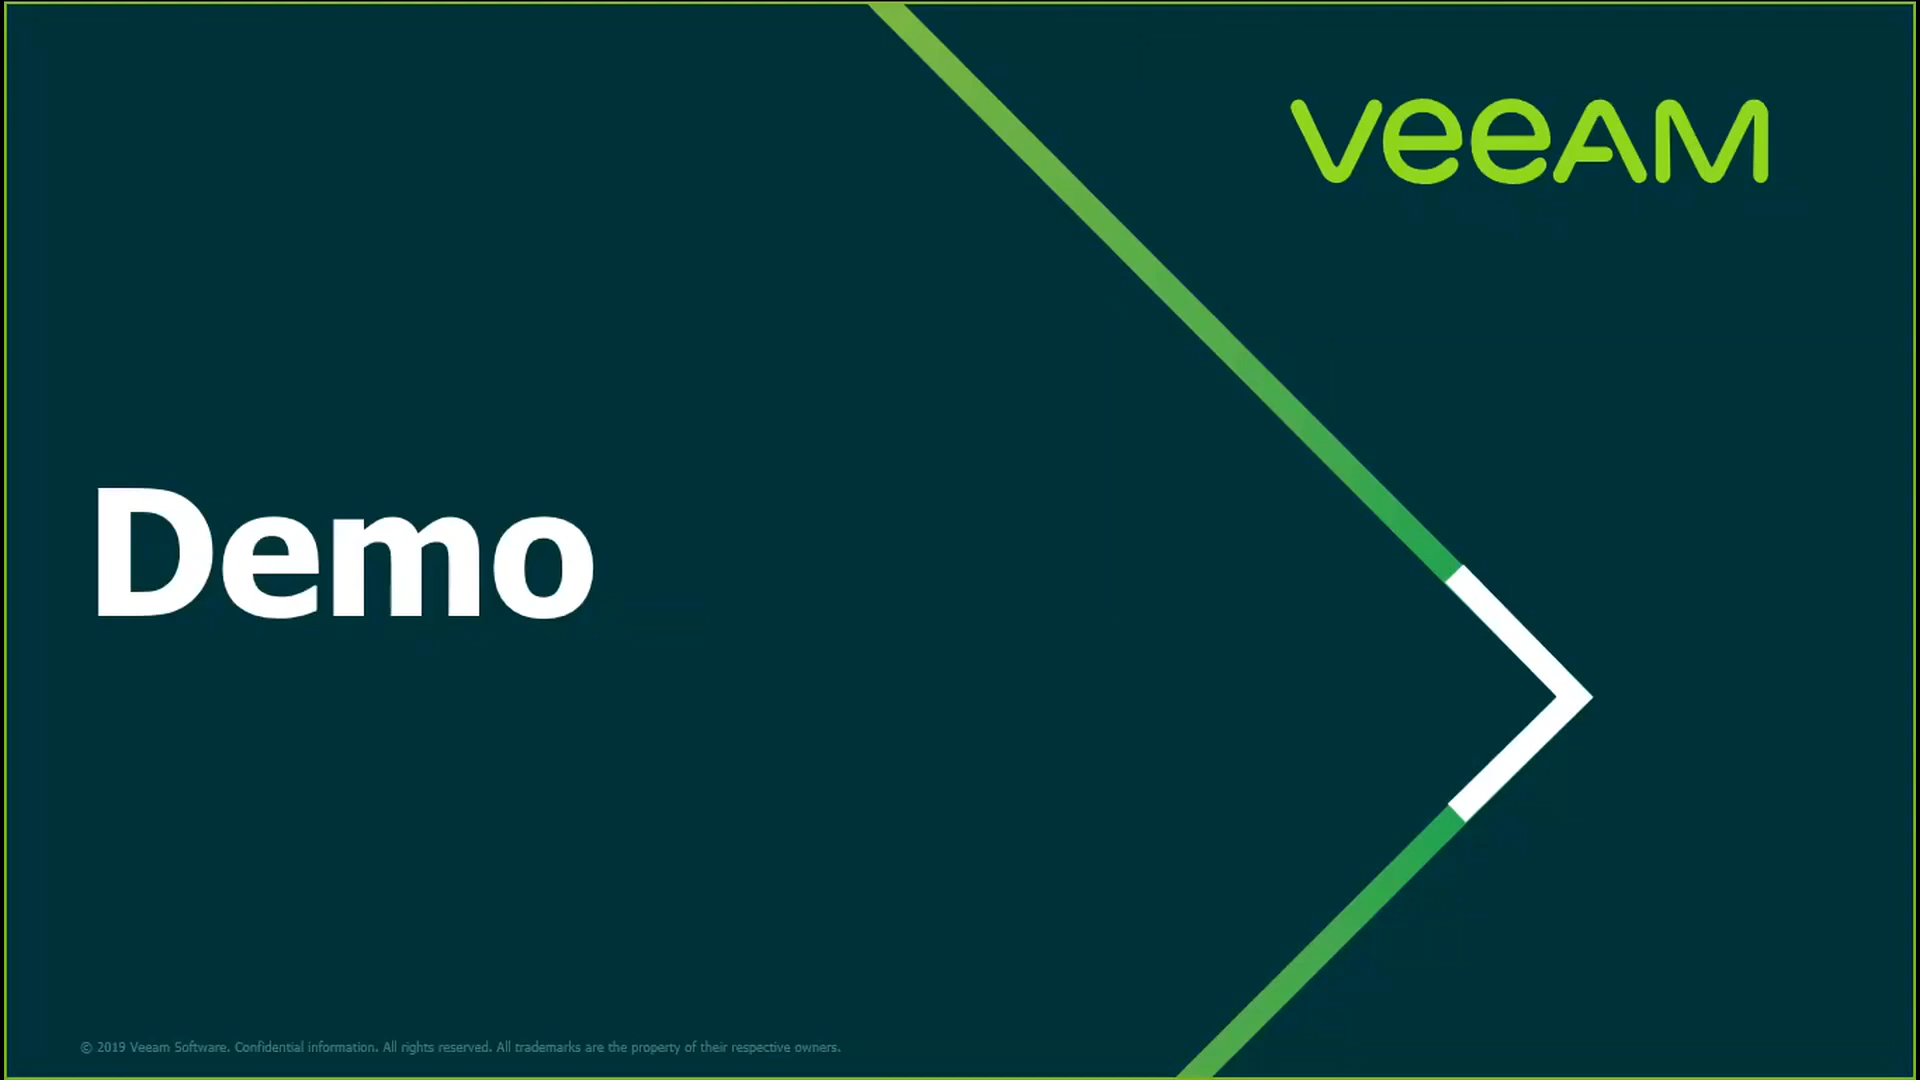 veeAM
Demo
© 2019 Veeam Software. Confidential information. All rights reserved. All trademarks are the property of their respective owners.